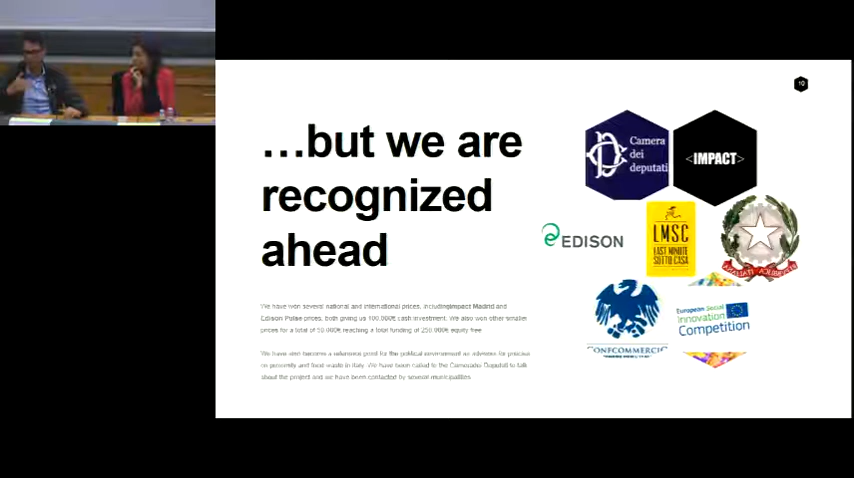 10
…but we are
recognized
ahead
We have won several national and international prices, includingImpact Madrid and
Edison Pulse prices, both giving us 100.000€ cash investment. We also won other smaller
prices for a total of 50.000€ reaching a total funding of 250.000€ equity free
We have also become a reference point for the political environment as advisors for
on proximity and food waste in Italy. We have been called to the Deputati to talk
about the project and we have been contacted by several municipalities.
Camera
dei
deputati
<IMPACT>
EDISON
LMSC
LAST MINUTE
SOTTO CASA
CONFCOMMERCIO
European Social
Innovation
Competition